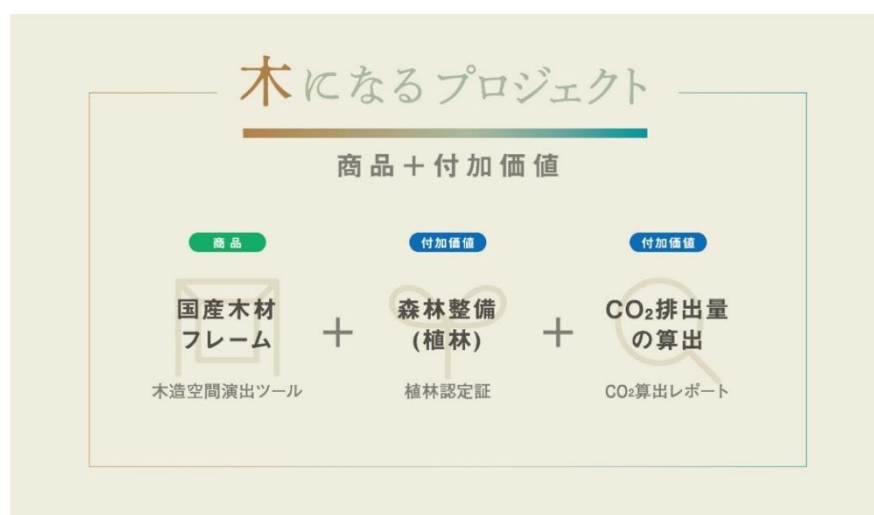 木になるプロジェクト
商品＋付加価値
商品
付加価値
付加価値
国産木材
フレーム
＋
森林整備
(植林)
＋
CO₂排出量
の算出
木造空間演出ツール
植林認定証
CO₂算出レポート